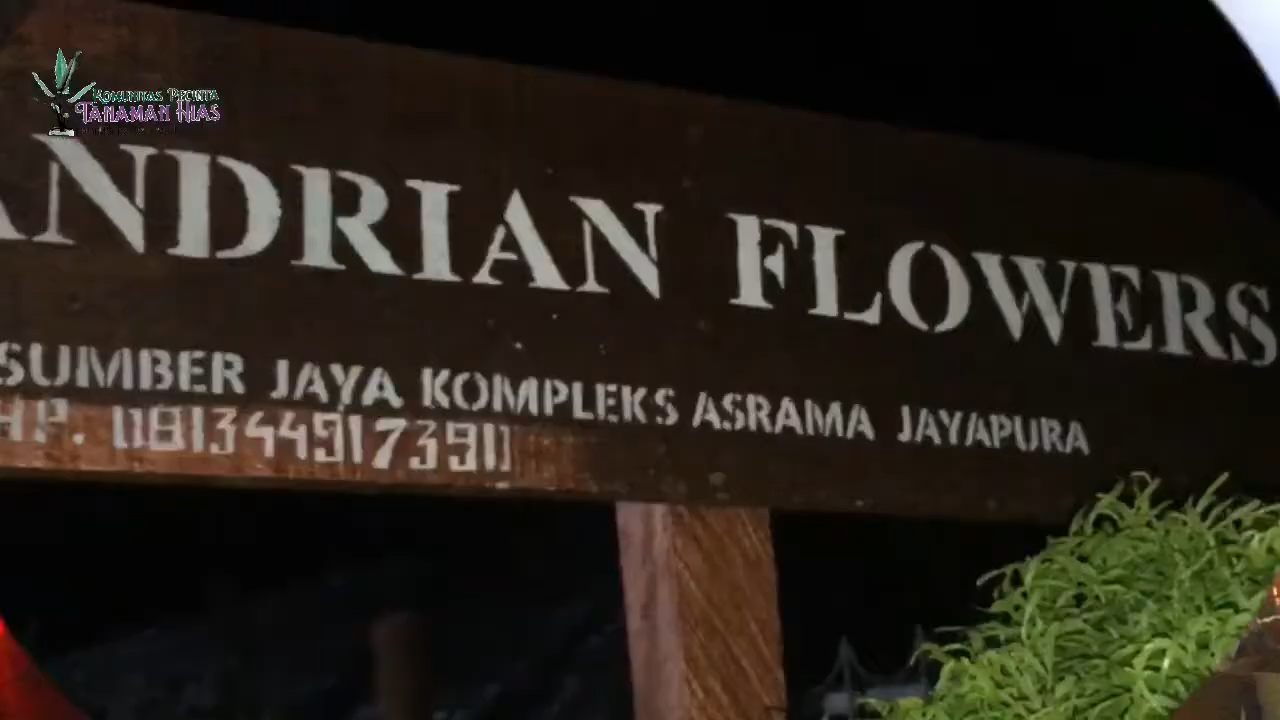 KOMUNITAS PECINTA
TANAMAN HIAS
ANDRIAN FLOWERS
SUMBER JAYA KOMPLEKS ASRAMA JAYAPURA
HP. 081344917390